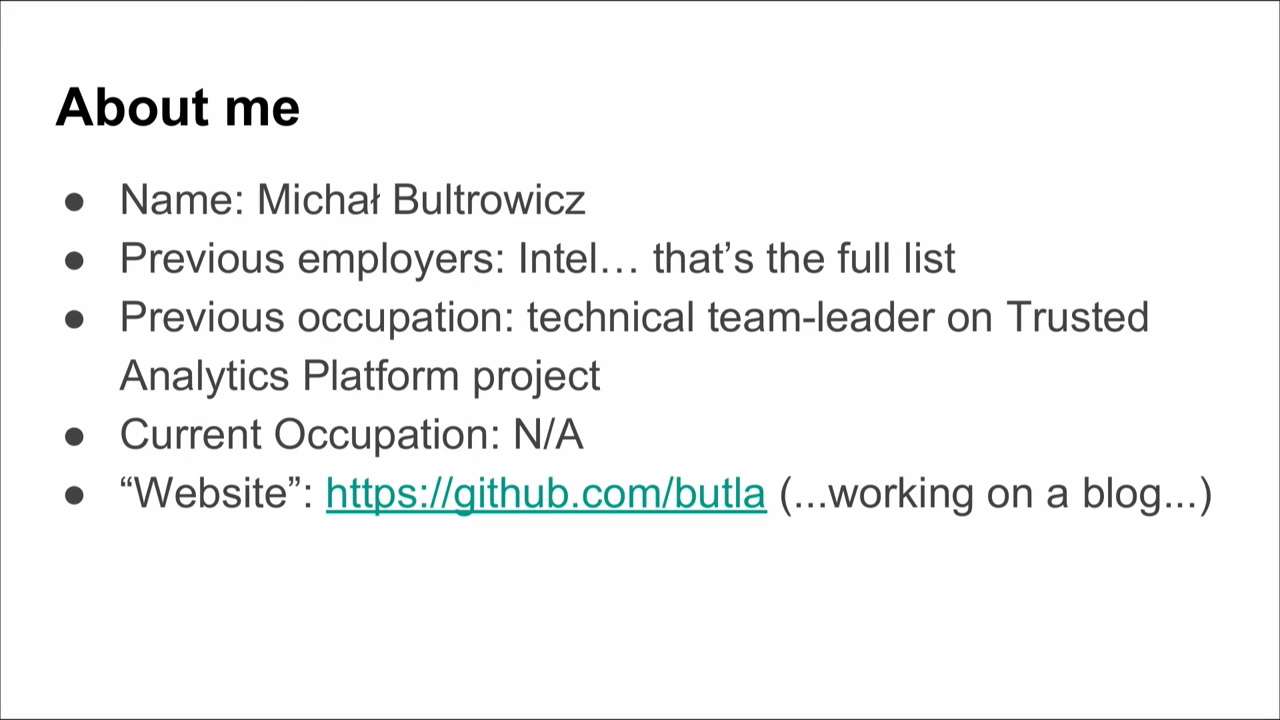 About me
● Name: Michał Bultrowicz
● Previous employers: Intel… that’s the full list
● Previous occupation: technical team-leader on Trusted
Analytics Platform project
● Current Occupation: N/A
● “Website”: https://github.com/butla (...working on a blog...)